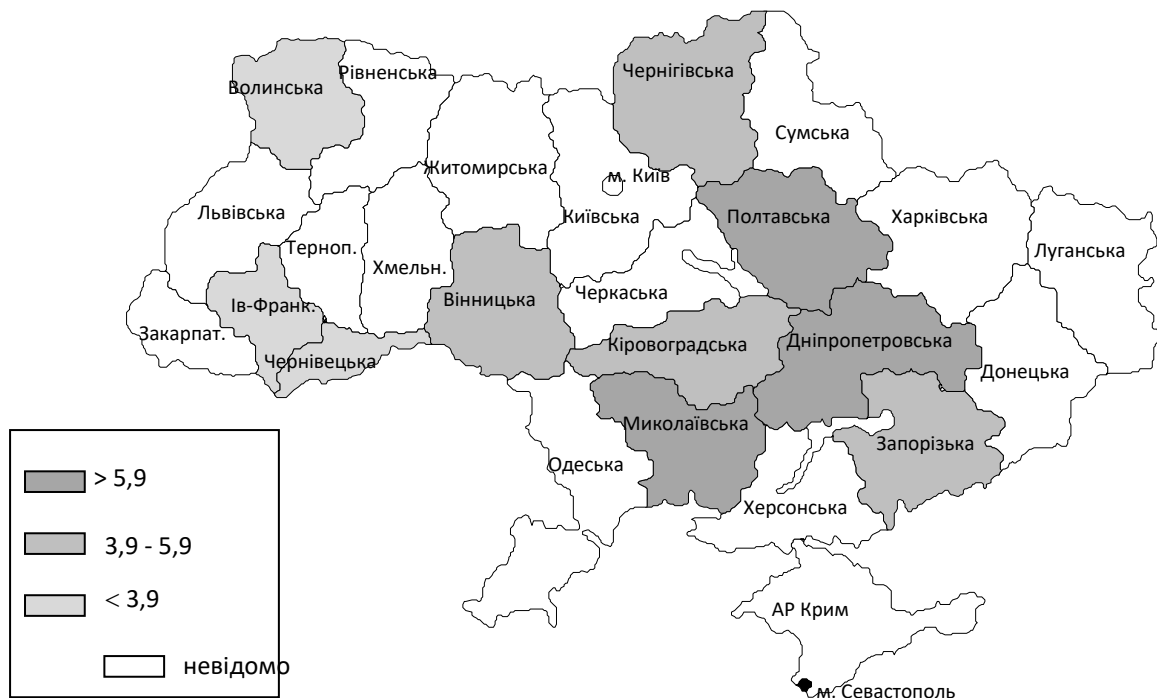 Чернігівська
Рівненська
Волинська
Сумська
Житомирська
м. Київ
Львівська
Київська
Полтавська
Харківська
Терноп.
Хмельн.
Луганська
Вінницька
Черкаська
Ів-Франк.
Закарпат.
Чернівецька
Кіровоградська
Дніпропетровська
Донецька
Миколаївська
Запорізька
Одеська
Херсонська
> 5,9
3,9 - 5,9
< 3,9
невідомо
АР Крим
м. Севастополь